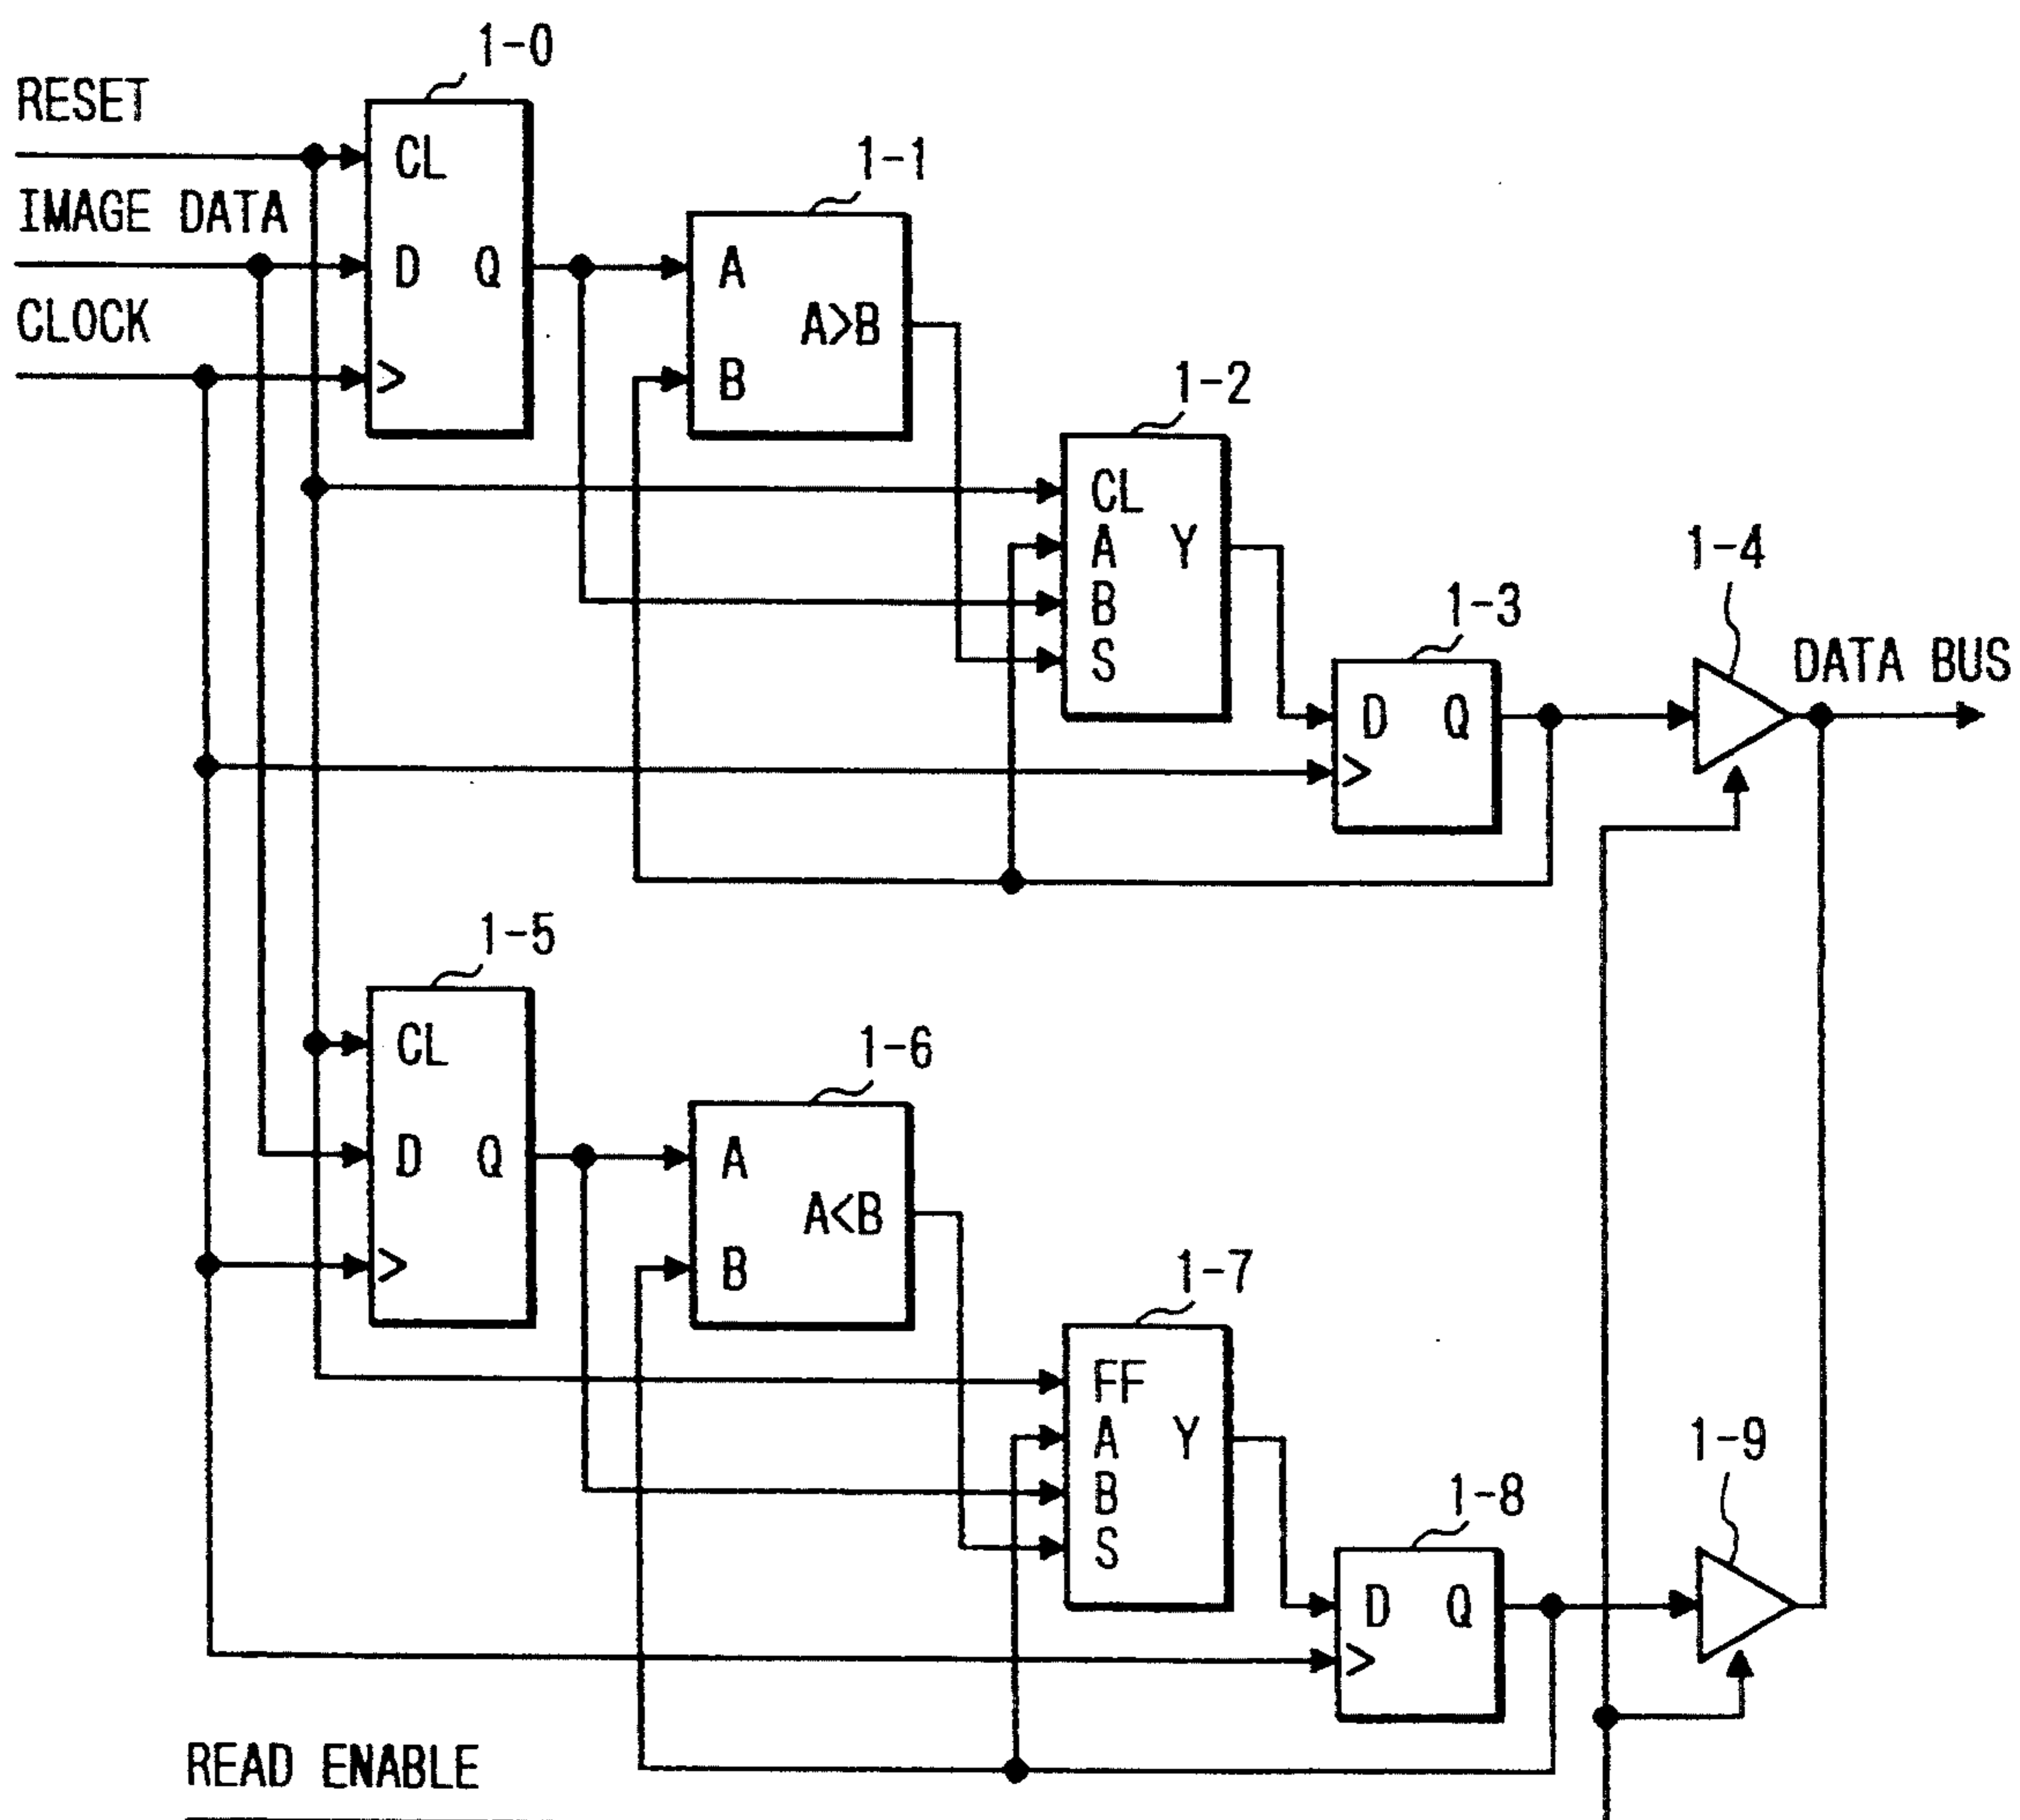 1-0
RESET
CL
1-1
IMAGE DATA
D Q
A
CLOCK
A>B
>
B
1-2
CL
A Y
1-4
B
1-3
S
DATA BUS
D Q
>
1-5
CL
1-6
D Q
A
A<B
>
B
1-7
FF
A Y
1-9
B
1-8
S
D Q
>
READ ENABLE